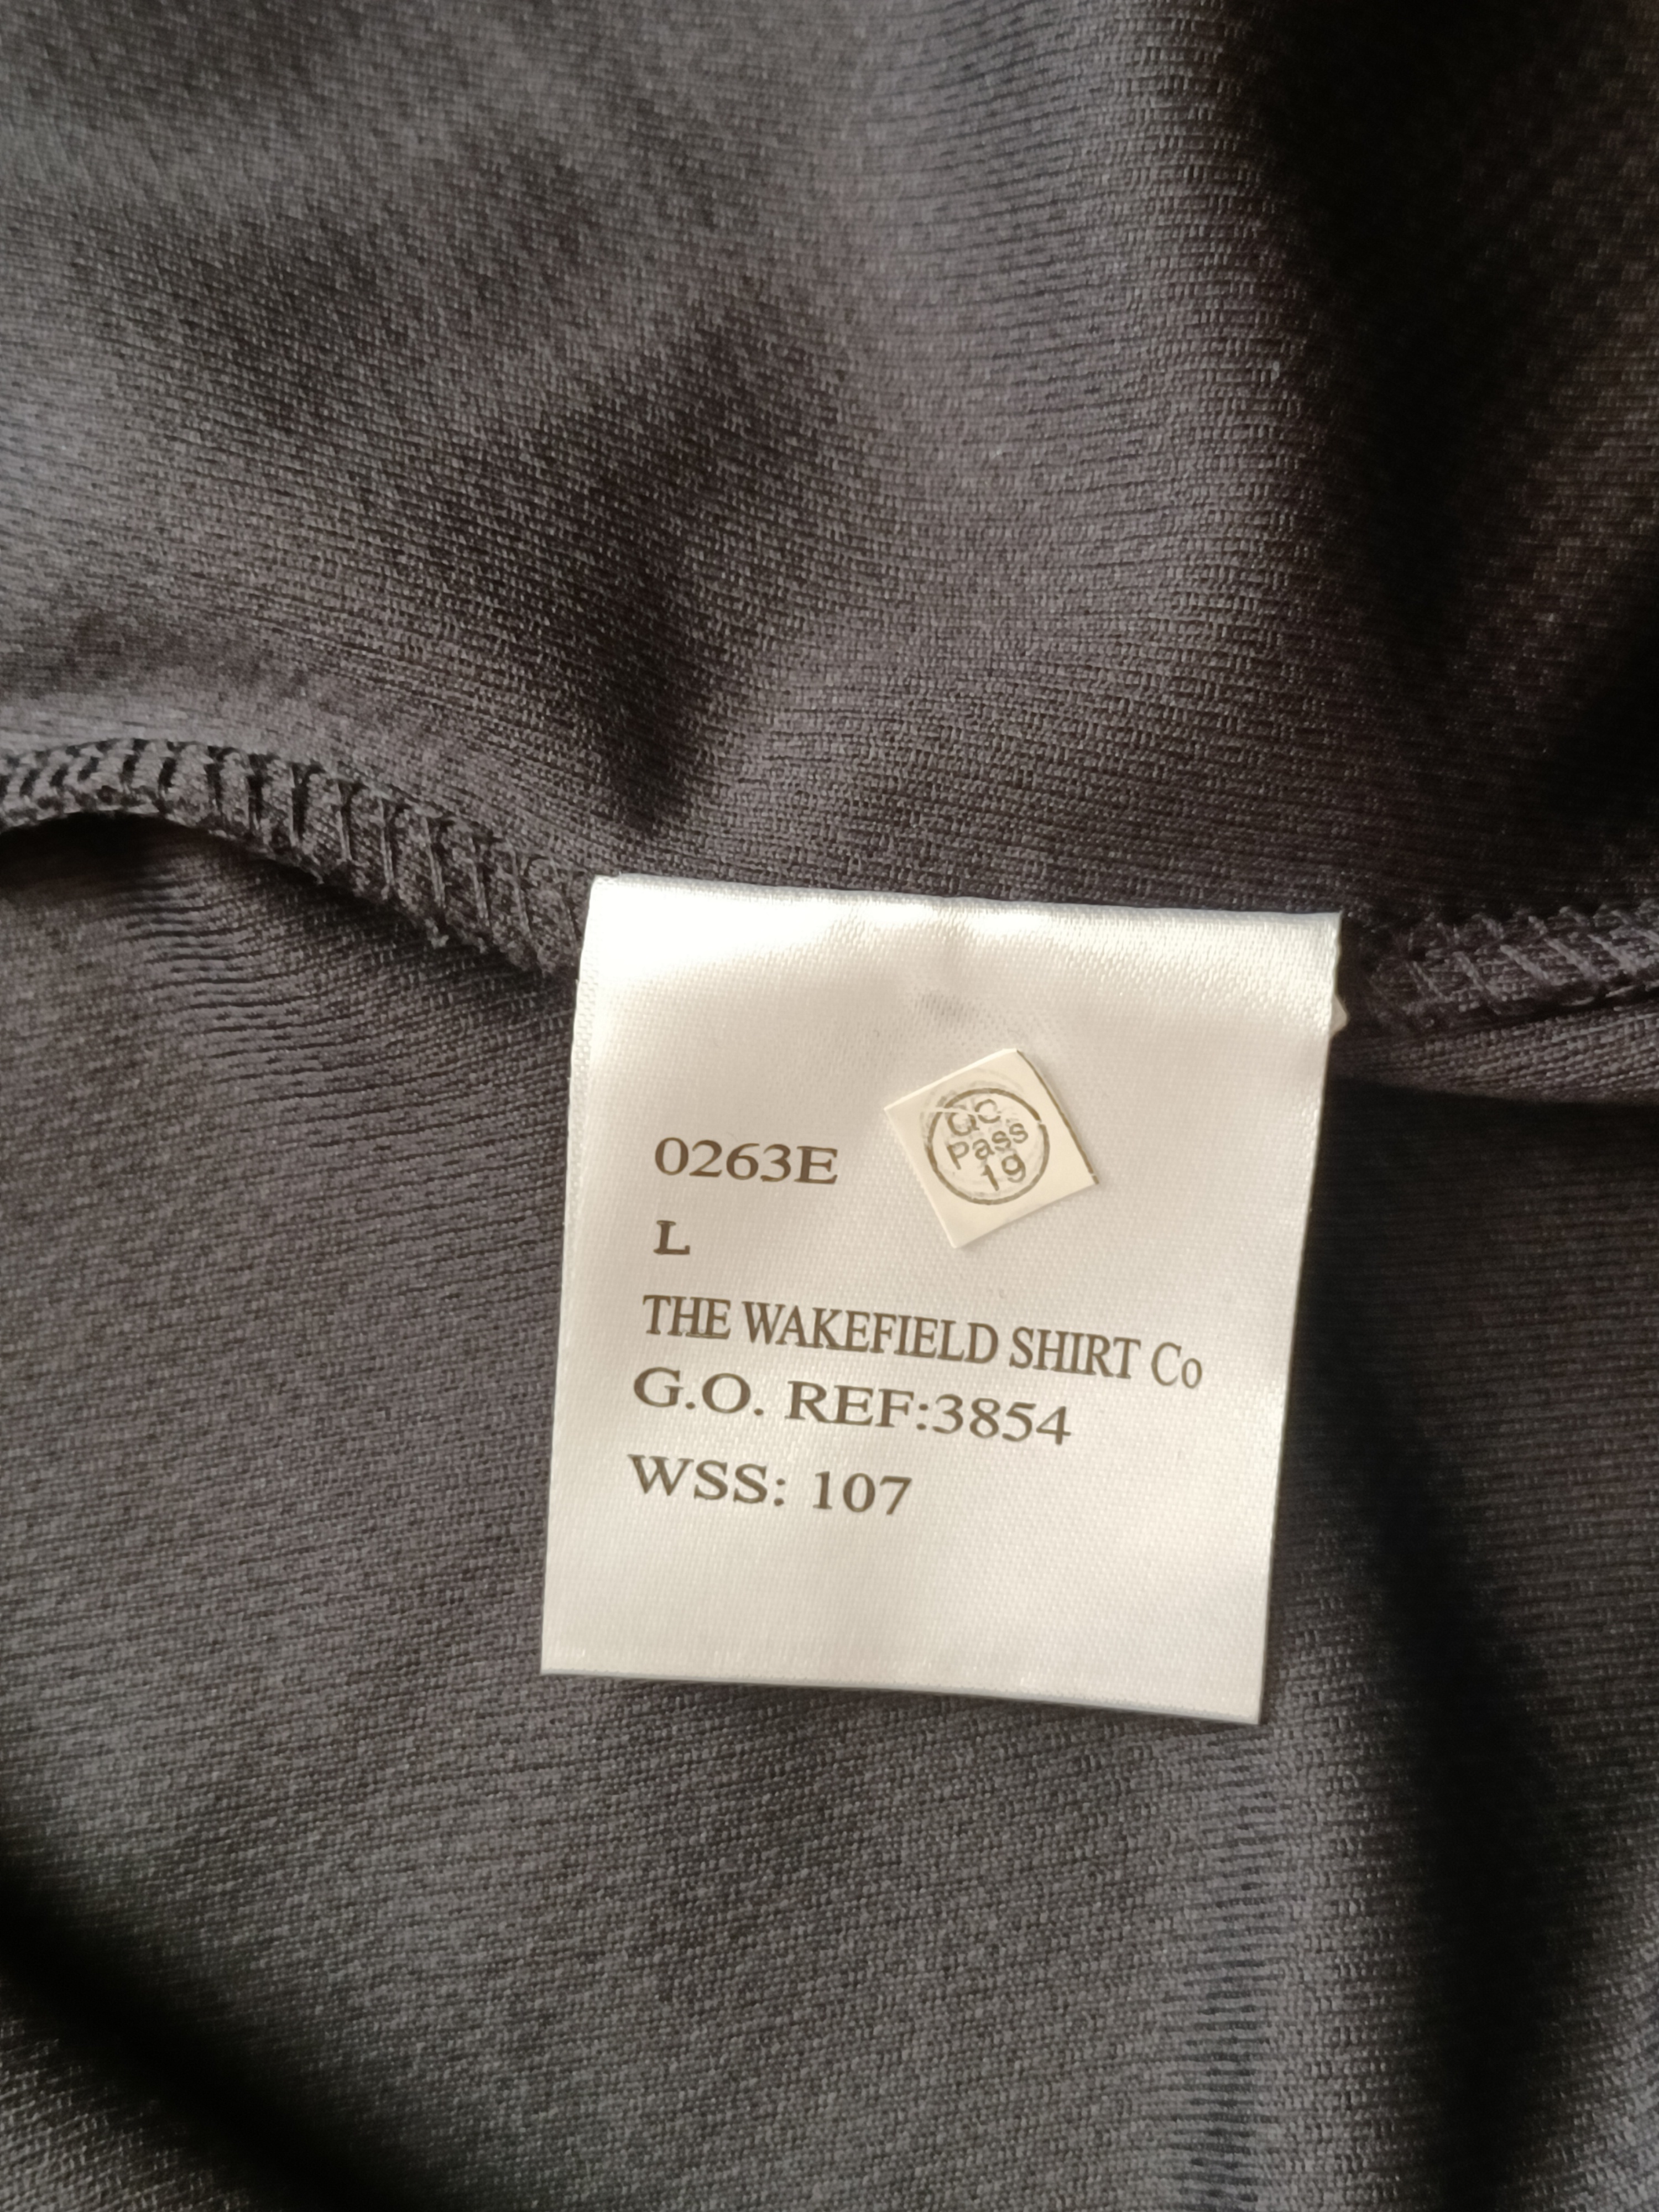 QC
Pass
19
0263E
L
THE WAKEFIELD SHIRT Co
G.O. REF:3854
WSS: 107